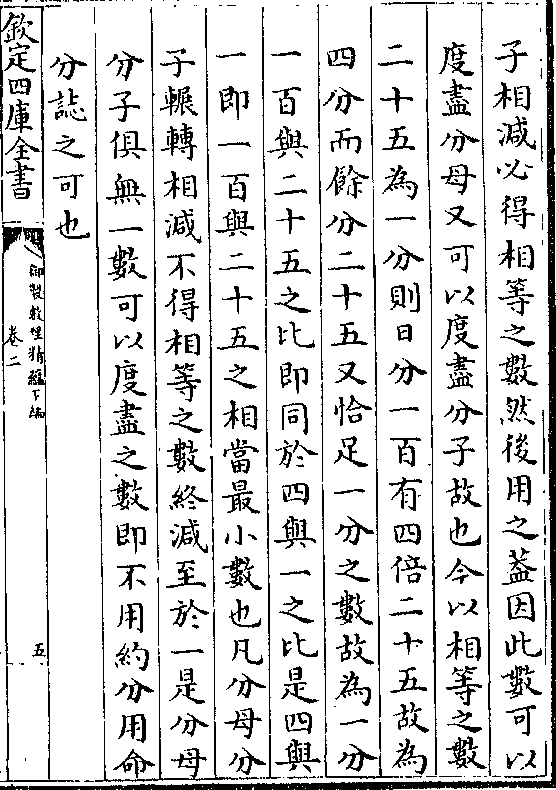 子相減必得相等之數然後用之葢因此數可以
度盡分母又可以度盡分子故也今以相等之數
二十五為一分則日分一百有四倍二十五故為
四分而餘分二十五又恰足一分之數故為一分
一百與二十五之比即同於四與一之比是四與
一即一百與二十五之相當最小數也凡分母分
子輾轉相減不得相等之數終減至於一是分母
分子俱無一數可以度盡之數即不用約分用命
分誌之可也
欽定四庫全書
御製數理精蘊下編
卷二
五